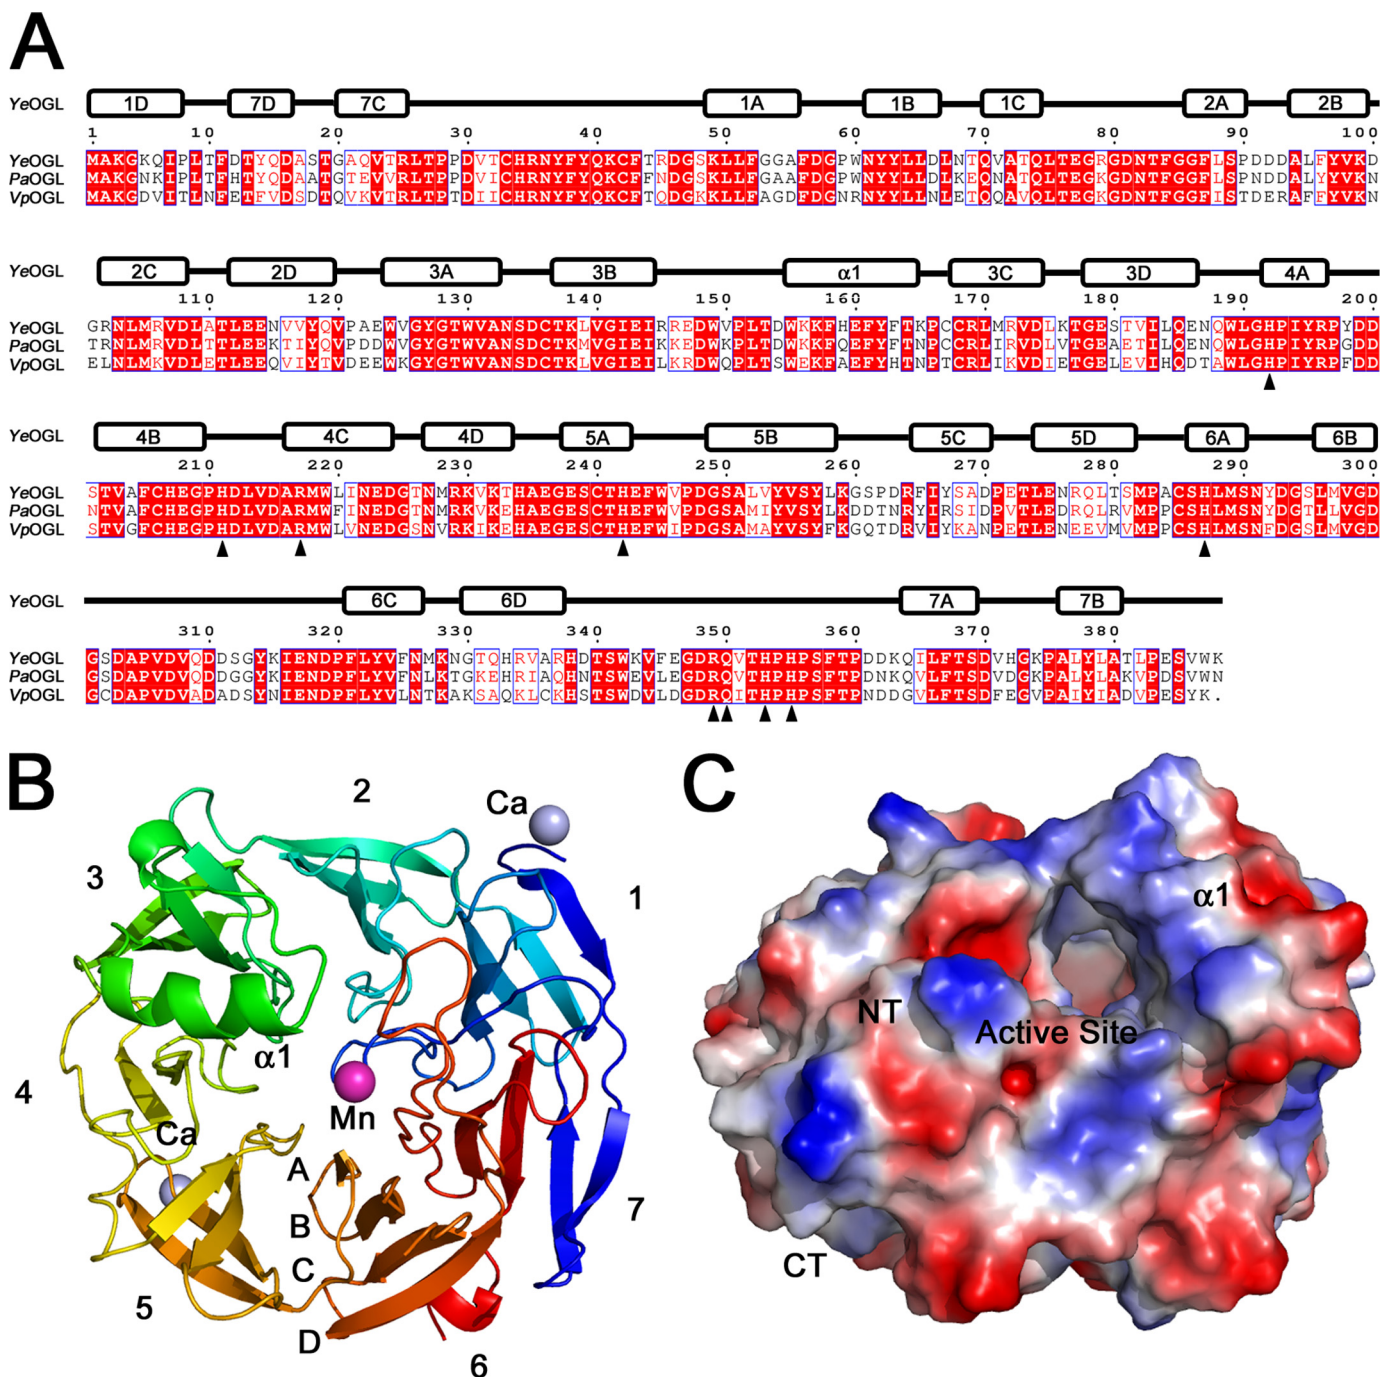 A
YeOGL 1D 7D 7C 1A 1B 1C 2A 2B
1 10 20 30 40 50 60 70 80 90 100
YeOGL MAKGKQIPLTFDTYQDASTGAQVTRLTPPDVTCHRNYFYQKCFTRDGSKLLFGGAFDGPWNYYLLDLNTQVATQLTEGRGDNTFGGFLSPDDDALFYVKD
PaOGL MAKGNKIPLTFHTYQDAATGTEVVRLTPPDVICHRNYFYQKCFFNDGSKLLFGAAFDGPWNYYLLDLKEQNATQLTEGKGDNTFGGFLSPNDDALYYVKN
VpOGL MAKGDVITLNFETFVDSDTQVKVTRLTPTDIICHRNYFYQKCFTQDGKKLLFAGDFDGNRNYYLLNLETQQAVQLTEGKGDNTFGGFISTDERAFFYVKN
YeOGL 2C 2D 3A 3B α1 3C 3D 4A
110 120 130 140 150 160 170 180 190 200
YeOGL GRNLMRVDLATLEENVVYQVPAEWVGYGTWVANSDCTKLVGIEIRREDWVPLTDWKKFHEFYFTKPCCRLMRVDLKTGESTVILQENQWLGHPIYRPYDD
PaOGL TRNLMRVDLTTLEEKTIYQVPDDWVGYGTWVANSDCTKMVGIEIKKEDWKPLTDWKKFQEFYFTNPCCRLIRVDLVTGEAETILQENQWLGHPIYRPGDD
VpOGL ELNLMKVDLETLEEQVIYTVDEEWKGYGTWVANSDCTKLVGIEILKRDWQPLTSWEKFAEFYHTNPTCRLIKVDIETGELEVIHQDTAWLGHPIYRPFDD
YeOGL 4B 4C 4D 5A 5B 5C 5D 6A 6B
210 220 230 240 250 260 270 280 290 300
YeOGL STVAFCHEGPHDLVDARMWLINEDGTNMRKVKTHAEGESCTHEFWVPDGSALVYVSYLKGSPDRFIYSADPETLENRQLTSMPACSHLMSNYDGSLMVGD
PaOGL NTVAFCHEGPHDLVDARMWFINEDGTNMRKVKEHAEGESCTHEFWVPDGSAMIYVSYLKDDTNRYIRSIDPVTLEDRQLRVMPPCSHLMSNYDGTLLVGD
VpOGL STVGFCHEGPHDLVDARMWLVNEDGSNVRKIKEHAEGESCTHEFWIPDGSAMAYVSYFKGQTDRVIYKANPETLENEEVMVMPPCSHLMSNFDGSLMVGD
YeOGL 6C 6D 7A 7B
310 320 330 340 350 360 370 380
YeOGL GSDAPVDVQDDSGYKIENDPFLYVFNMKNGTQHRVARHDTSWKVFEGDRQVTHPHPSFTPDDKQILFTSDVHGKPALYLATLPESVWK
PaOGL GSDAPVDVQDDGGYKIENDPFLYVFNLKTGKEHRIAQHNTSWEVLEGDRQVTHPHPSFTPDNKQVLFTSDVDGKPALYLAKVPDSVWN
VpOGL GCDAPVDVADADSYNIENDPFLYVLNTKAKSAQKLCKHSTSWDVLDGDRQITHPHPSFTPNDDGVLFTSDFEGVPAIYIADVPESYK.
B
2
Ca
3
1
α1
4
Mn
Ca
A
B
7
C
5
D
6
C
α1
NT
Active Site
CT